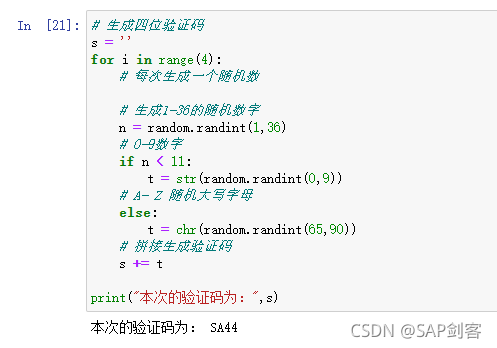 In [21]: # 生成四位验证码
s = ''
for i in range(4):
    # 每次生成一个随机数

    # 生成1-36的随机数字
    n = random.randint(1,36)
    # 0-9数字
    if n < 11:
        t = str(random.randint(0,9))
    # A- Z 随机大写字母
    else:
        t = chr(random.randint(65,90))
    # 拼接生成验证码
    s += t

print("本次的验证码为：",s)
本次的验证码为： SA44
CSDN @SAP剑客